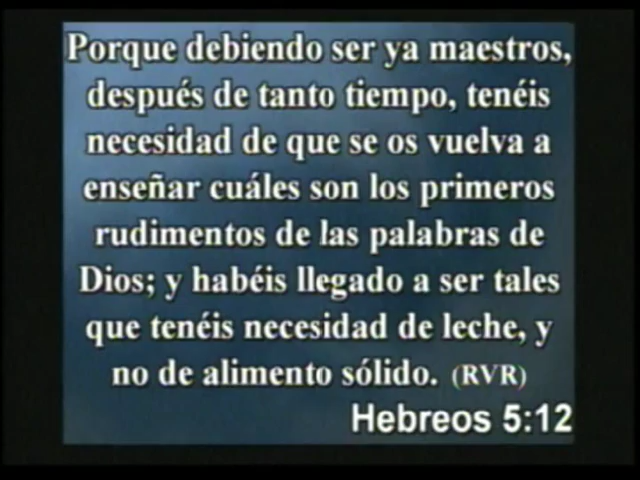 Porque debiendo ser ya maestros,
después de tanto tiempo, tenéis
necesidad de que se os vuelva a
enseñar cuáles son los primeros
rudimentos de las palabras de
Dios; y habéis llegado a ser tales
que tenéis necesidad de leche, y
no de alimento sólido. (RVR)
Hebreos 5:12